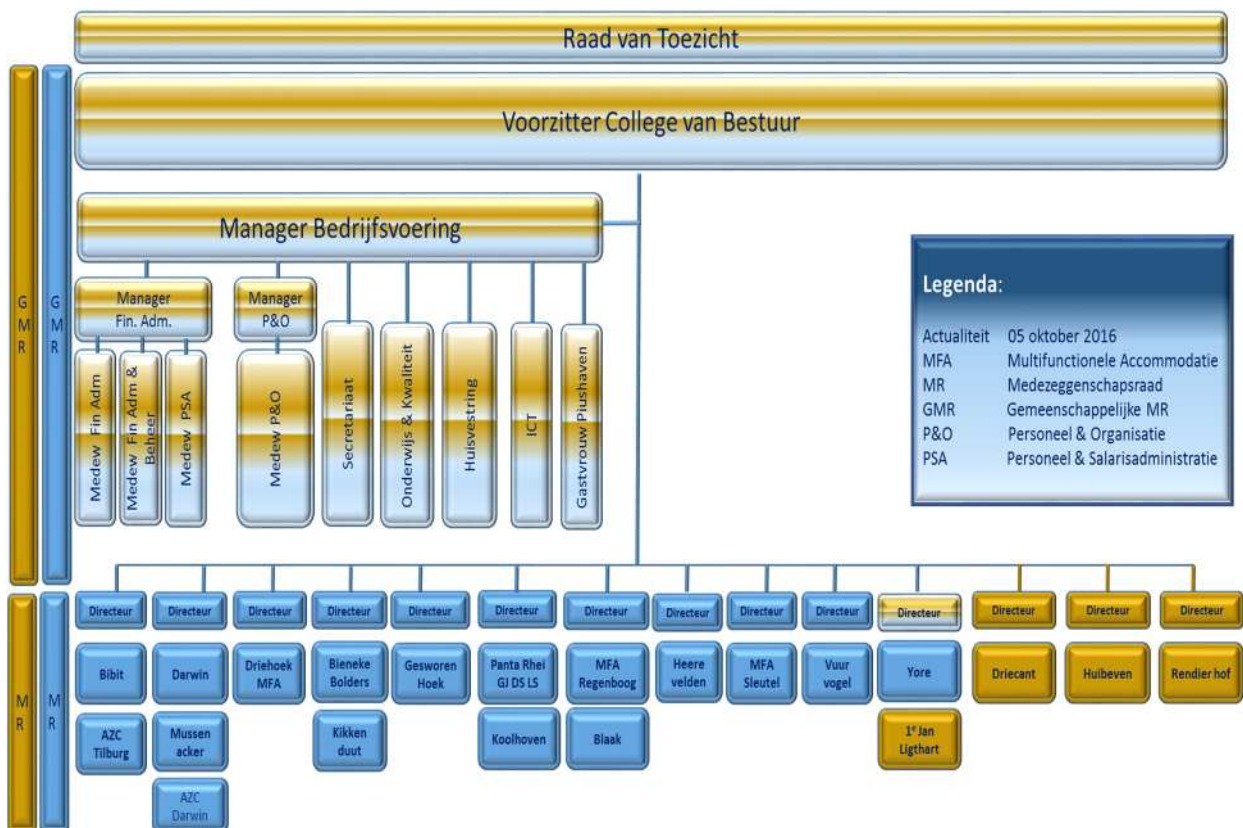 Raad van Toezicht
Voorzitter College van Bestuur
G
M
R
G
M
R
Manager Bedrijfsvoering
Manager
Fin. Adm.
Manager
P&O
Medew Fin Adm
Medew Fin Adm &
Beheer
Medew PSA
Medew P&O
Secretariaat
Onderwijs & Kwaliteit
Huisvestring
ICT
Gastvrouw Piushaven
Legenda:
Actualiteit 05 oktober 2016
MFA Multifunctionele Accommodatie
MR Medezeggenschapsraad
GMR Gemeenschappelijke MR
P&O Personeel & Organisatie
PSA Personeel & Salarisadministratie
M
R
M
R
Directeur
Directeur
Directeur
Directeur
Directeur
Directeur
Directeur
Directeur
Directeur
Directeur
Directeur
Directeur
Directeur
Directeur
Bibit
Darwin
Driehoek
MFA
Bieneke
Bolders
Gesworen
Hoek
Panta Rhei
GJ DS LS
MFA
Regenboog
Heere
velden
MFA
Sleutel
Vuur
vogel
Yore
Driecant
Huibeven
Rendier hof
AZC
Tilburg
Mussen
acker
Kikken
duut
Koolhoven
Blaak
1e Jan
Ligthart
AZC
Darwin